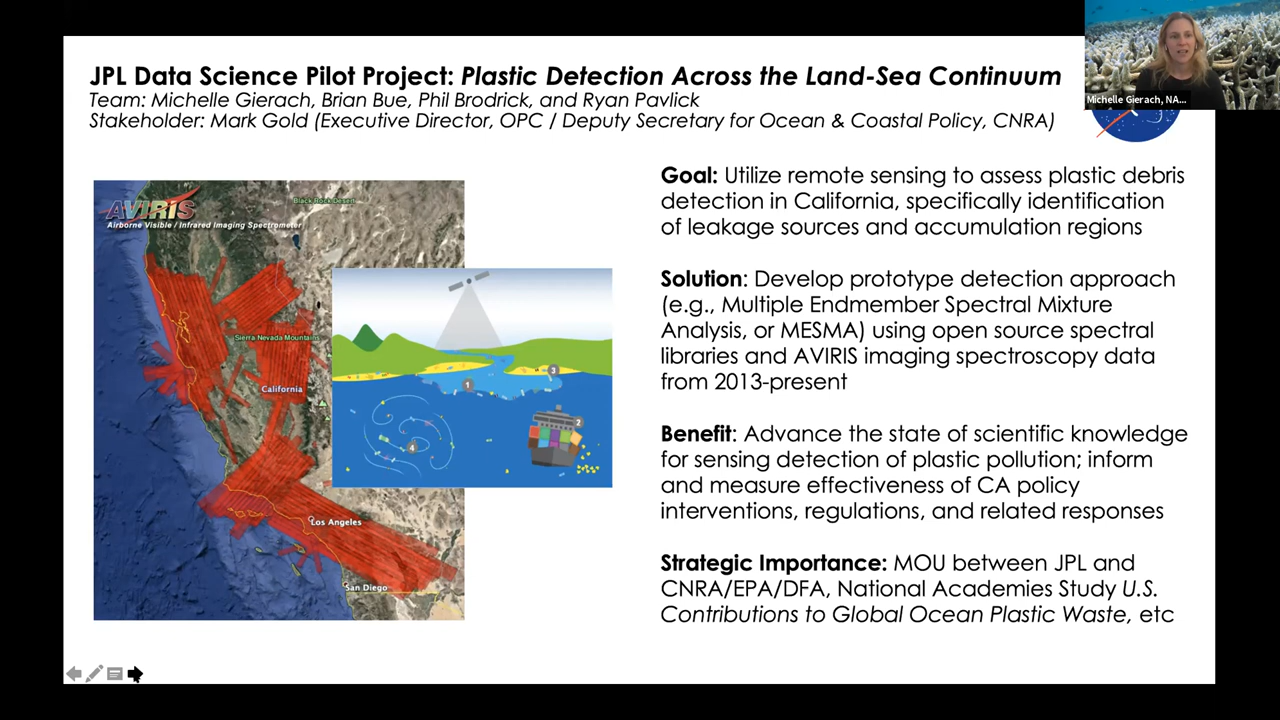 JPL Data Science Pilot Project: Plastic Detection Across the Land-Sea Continuum
Team: Michelle Gierach, Brian Bue, Phil Brodrick, and Ryan Pavlick
Stakeholder: Mark Gold (Executive Director, OPC / Deputy Secretary for Ocean & Coastal Policy, CNRA)
Michelle Gierach, NA...
AVIRIS
Airborne Visible / Infrared Imaging Spectrometer
Black Rock Desert
Sierra Nevada Mountains
California
Los Angeles
San Diego
1
3
2
4
Goal: Utilize remote sensing to assess plastic debris
detection in California, specifically identification
of leakage sources and accumulation regions
Solution: Develop prototype detection approach
(e.g., Multiple Endmember Spectral Mixture
Analysis, or MESMA) using open source spectral
libraries and AVIRIS imaging spectroscopy data
from 2013-present
Benefit: Advance the state of scientific knowledge
for sensing detection of plastic pollution; inform
and measure effectiveness of CA policy
interventions, regulations, and related responses
Strategic Importance: MOU between JPL and
CNRA/EPA/DFA, National Academies Study U.S.
Contributions to Global Ocean Plastic Waste, etc